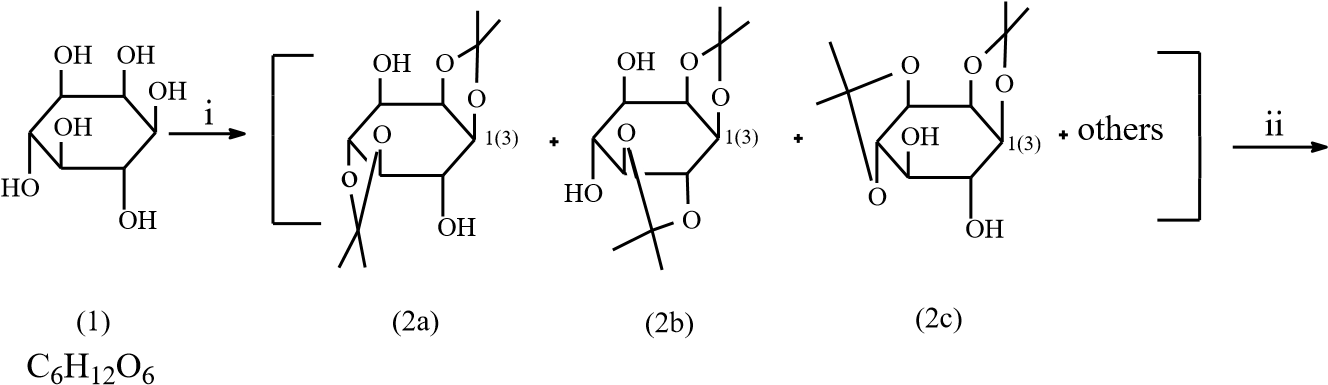 OH OH
OH
OH
HO
OH
(1)
C₆H₁₂O₆
i
OH O
O
O
O
1(3)
OH
(2a)
+
OH O
O
O
1(3)
HO
O
(2b)
+
O O
O
OH
1(3)
O
OH
(2c)
+ others
ii